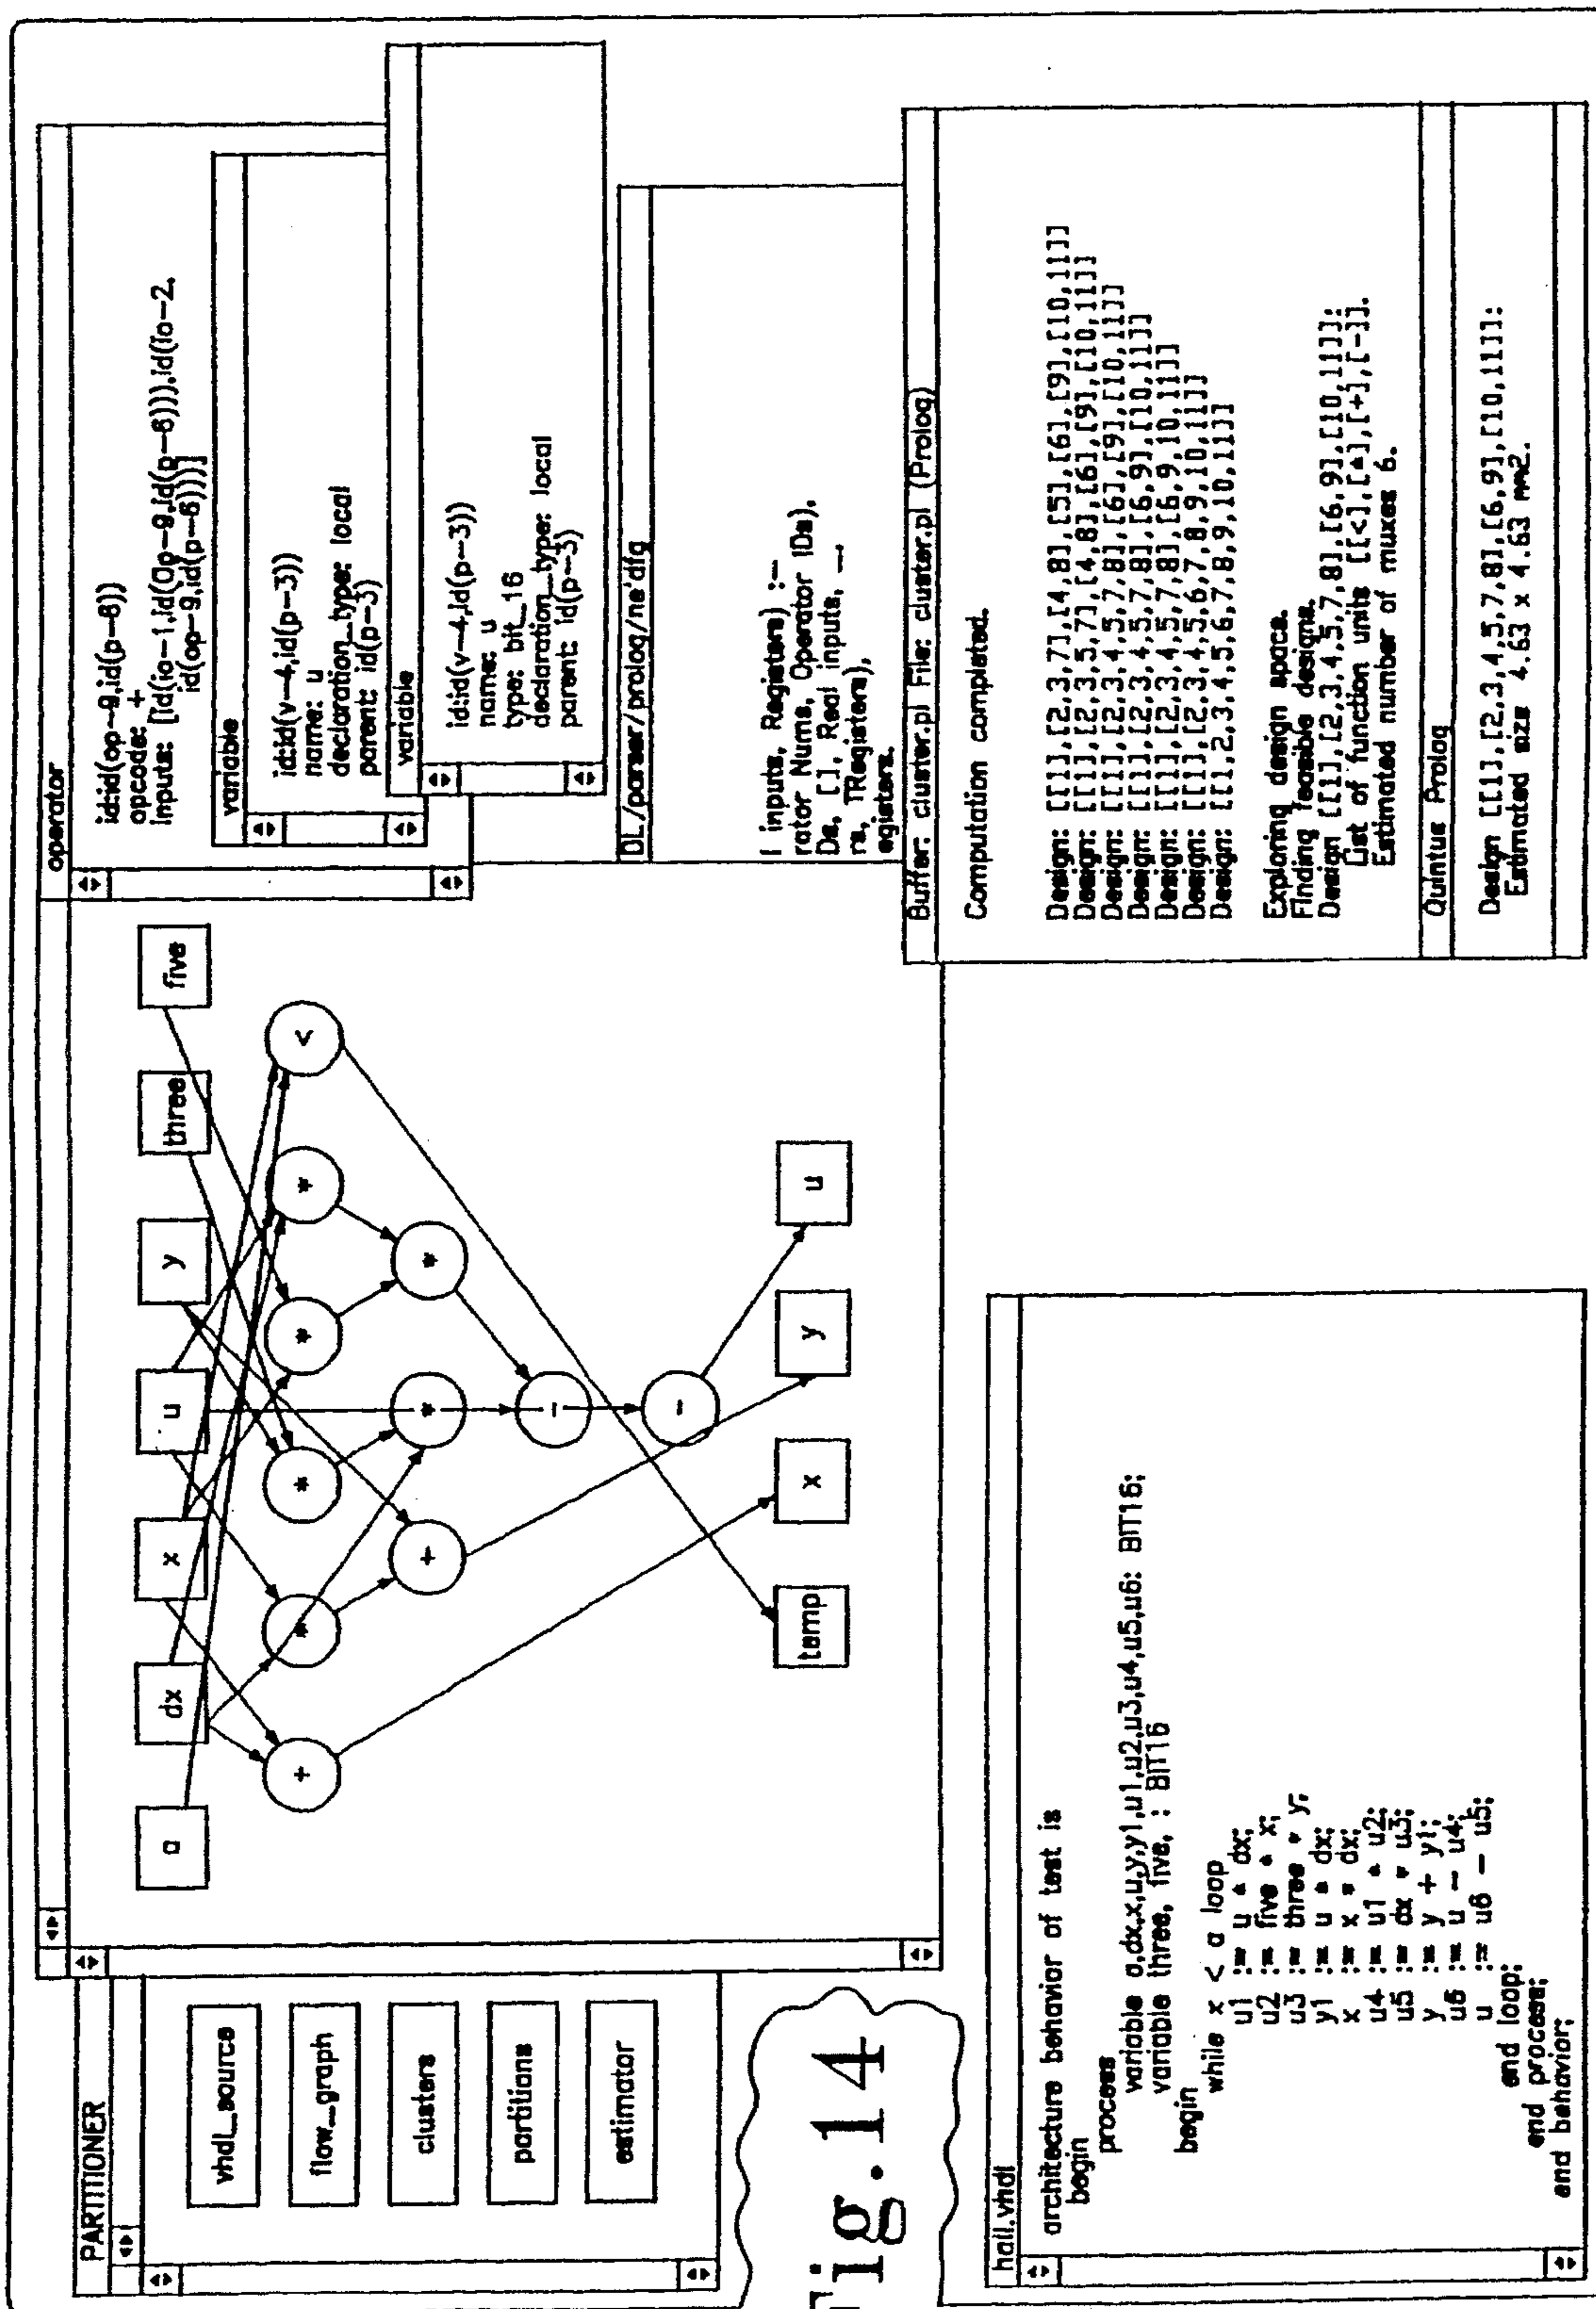 PARTITIONER
vhdl_source
flow_graph
clusters
partitions
estimator
Fig.14
a
dx
x
u
y
three
five
+
*
*
*
*
<
+
*
*
-
-
temp
x
y
u
operator
id:id(op-9,id(p-6))
opcode: +
inputs: [id(io-1,id(Op-9,id(p-6))),id(io-2,
id(op-9,id(p-6)))]
variable
id:id(v-4,id(p-3))
name: u
declaration_type: local
parent: id(p-3)
variable
id:id(v-4,id(p-3))
name: u
type: bit_16
declaration_type: local
parent: id(p-3)
DL/parser/prolog/ne'dfg
[ inputs, Registers) :-
rator Nums, Operator IDs),
Ds, [], Real inputs, _
rs, TRegisters),
egisters.
hall.vhdl
architecture behavior of test is
begin
process
variable a,dx,x,u,y,y1,u1,u2,u3,u4,u5,u6: BIT16;
variable three, five, : BIT16
begin
while x < a loop
u1 := u * dx;
u2 := five * x;
u3 := three * y;
y1 := u * dx;
x := x * dx;
u4 := u1 * u2;
u5 := dx * u3;
y := y + y1;
u6 := u - u4;
u := u6 - u5;
end loop;
end process;
end behavior;
Buffer: cluster.pl File: cluster.pl (Prolog)
Computation completed.
Design: [[1],[2,3,7],[4,8],[5],[6],[9],[10,11]]
Design: [[1],[2,3,5,7],[4,8],[6],[9],[10,11]]
Design: [[1],[2,3,4,5,7,8],[6],[9],[10,11]]
Design: [[1],[2,3,4,5,7,8],[6,9],[10,11]]
Design: [[1],[2,3,4,5,7,8],[6,9,10,11]]
Design: [[1],[2,3,4,5,6,7,8,9,10,11]]
Design: [[1,2,3,4,5,6,7,8,9,10,11]]
Exploring design space.
Finding feasable designs.
Design [[1],[2,3,4,5,7,8],[6,9],[10,11]]:
List of function units [[<],[*],[+],[-]].
Estimated number of muxes 6.
Quintus Prolog
Design [[1],[2,3,4,5,7,8],[6,9],[10,11]]:
Estimated size 4.63 x 4.63 mm2.